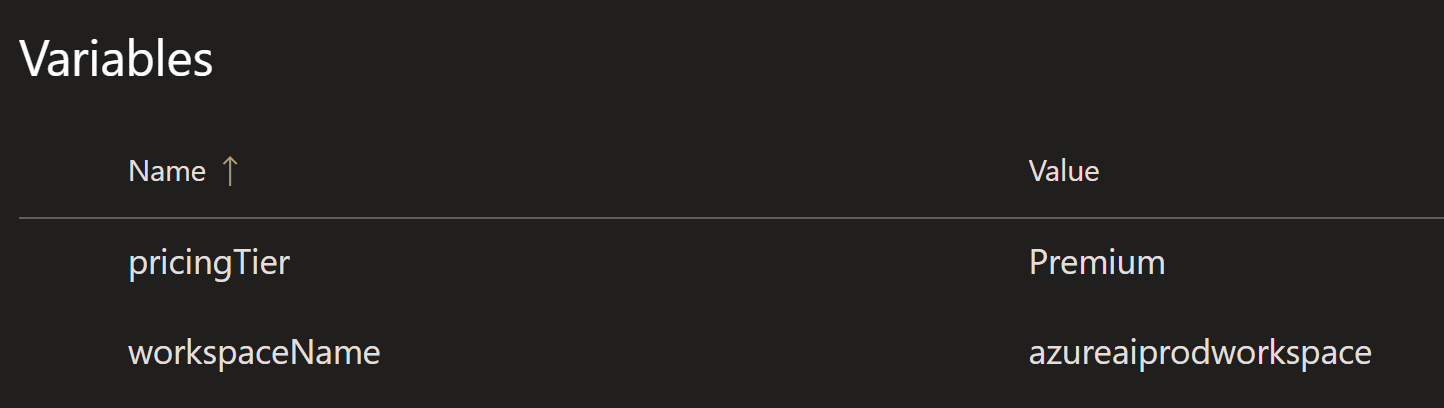 Variables
Name ↑ Value
pricingTier Premium
workspaceName azureaiprodworkspace